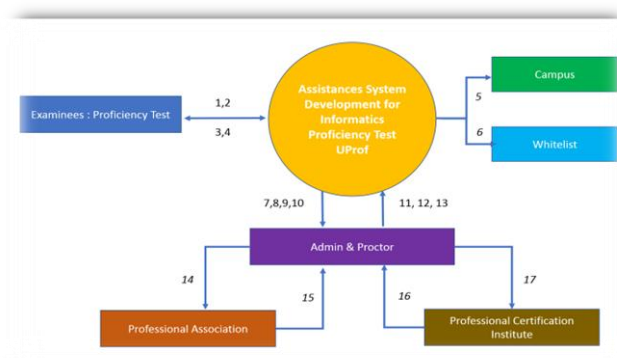 Assistances System
Development for
Informatics
Proficiency Test
UProf
Campus
Examinees : Proficiency Test
1,2
3,4
5
6
Whitelist
7,8,9,10
11, 12, 13
Admin & Proctor
14
15
16
17
Professional Association
Professional Certification
Institute